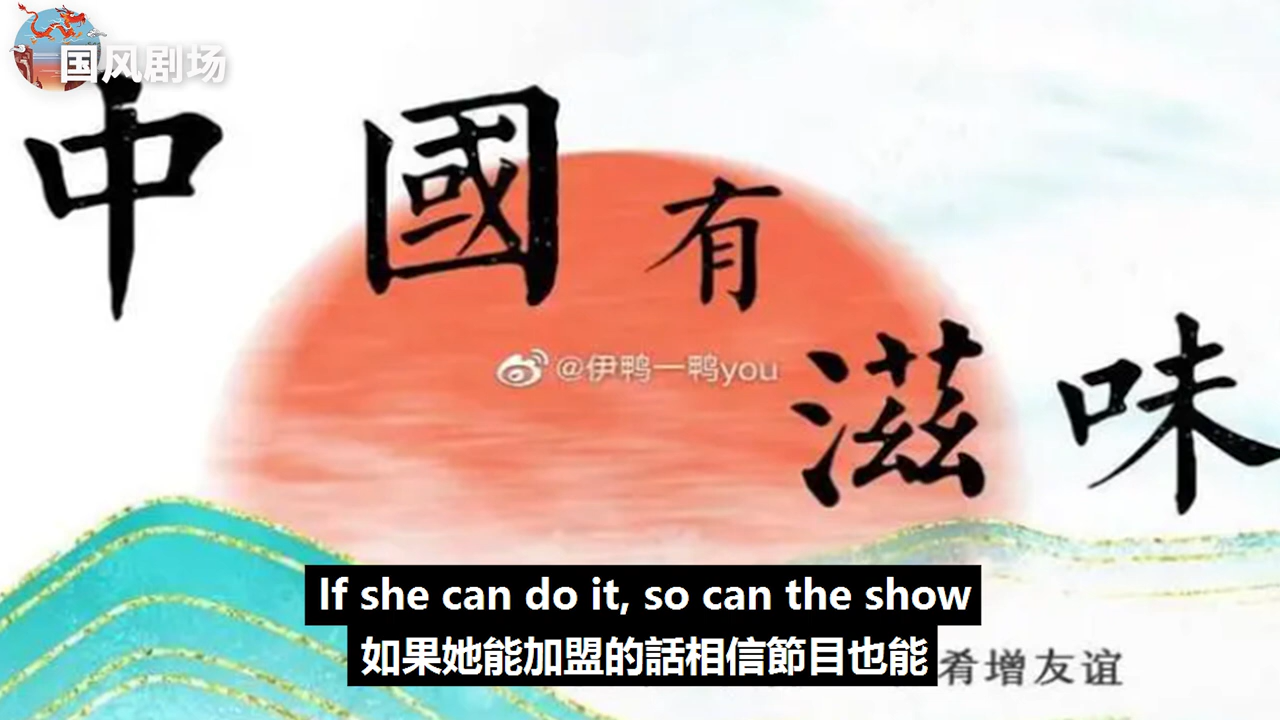 国风剧场
中國有滋味
@伊鸭一鸭you
If she can do it, so can the show
如果她能加盟的話相信節目也能
肴增友谊